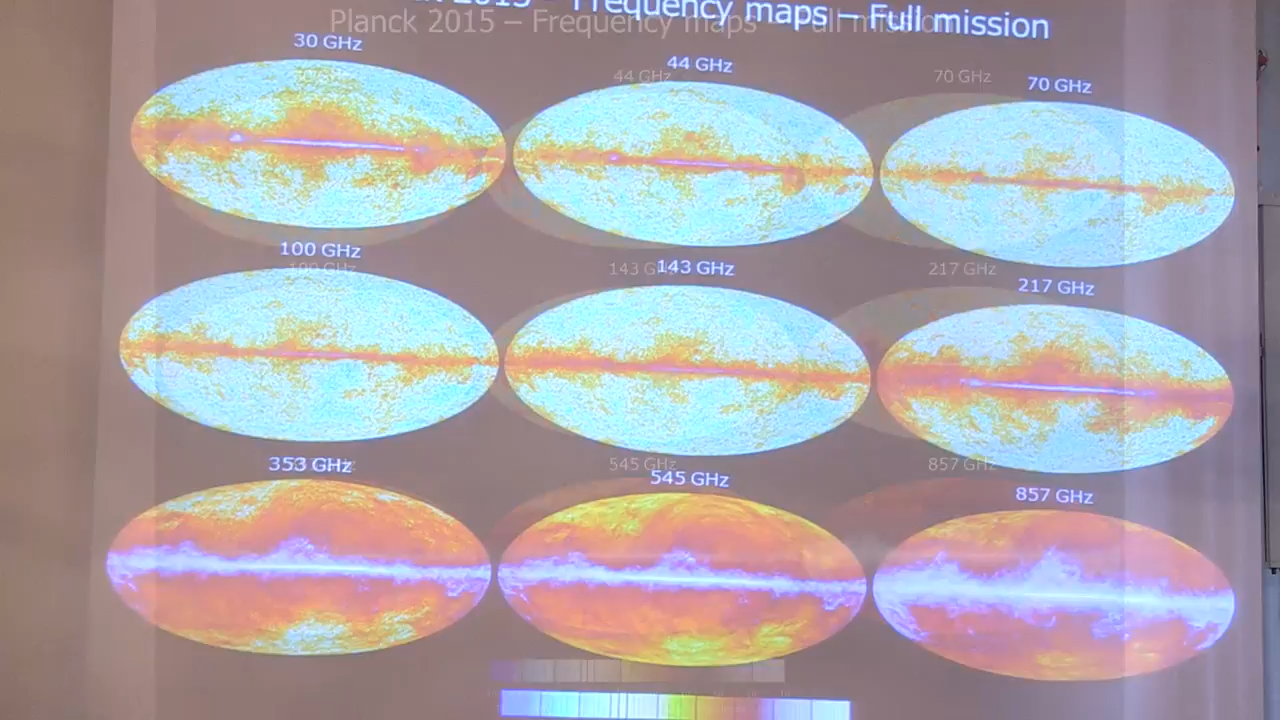 Planck 2015 – Frequency maps – Full mission
30 GHz
44 GHz
70 GHz
100 GHz
143 GHz
217 GHz
353 GHz
545 GHz
857 GHz